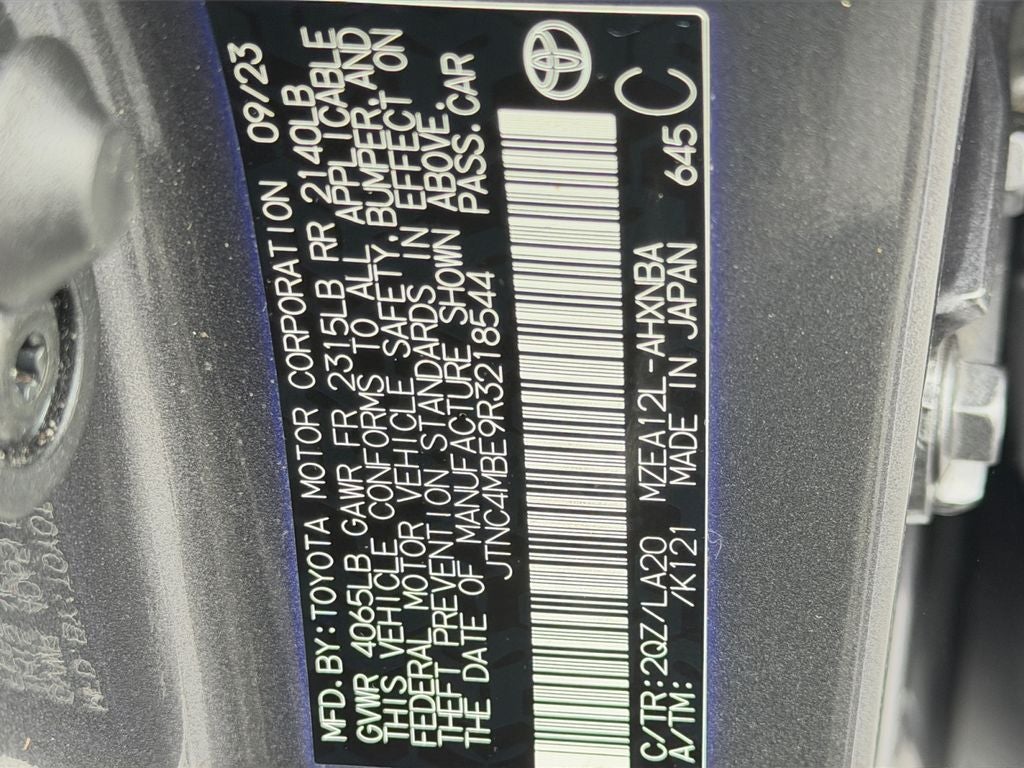 MFD.BY:TOYOTA MOTOR CORPORATION 09/23
GVWR 4065LB GAWR FR 2315LB RR 2140LB
THIS VEHICLE CONFORMS TO ALL APPLICABLE
FEDERAL MOTOR VEHICLE SAFETY,BUMPER,AND
THEFT PREVENTION STANDARDS IN EFFECT ON
THE DATE OF MANUFACTURE SHOWN ABOVE.
JTNC4MBE9R3218544 PASS.CAR
C/TR:2QZ/LA20 MZEA12L-AHXNBA 645 C
A/TM: /K121 MADE IN JAPAN